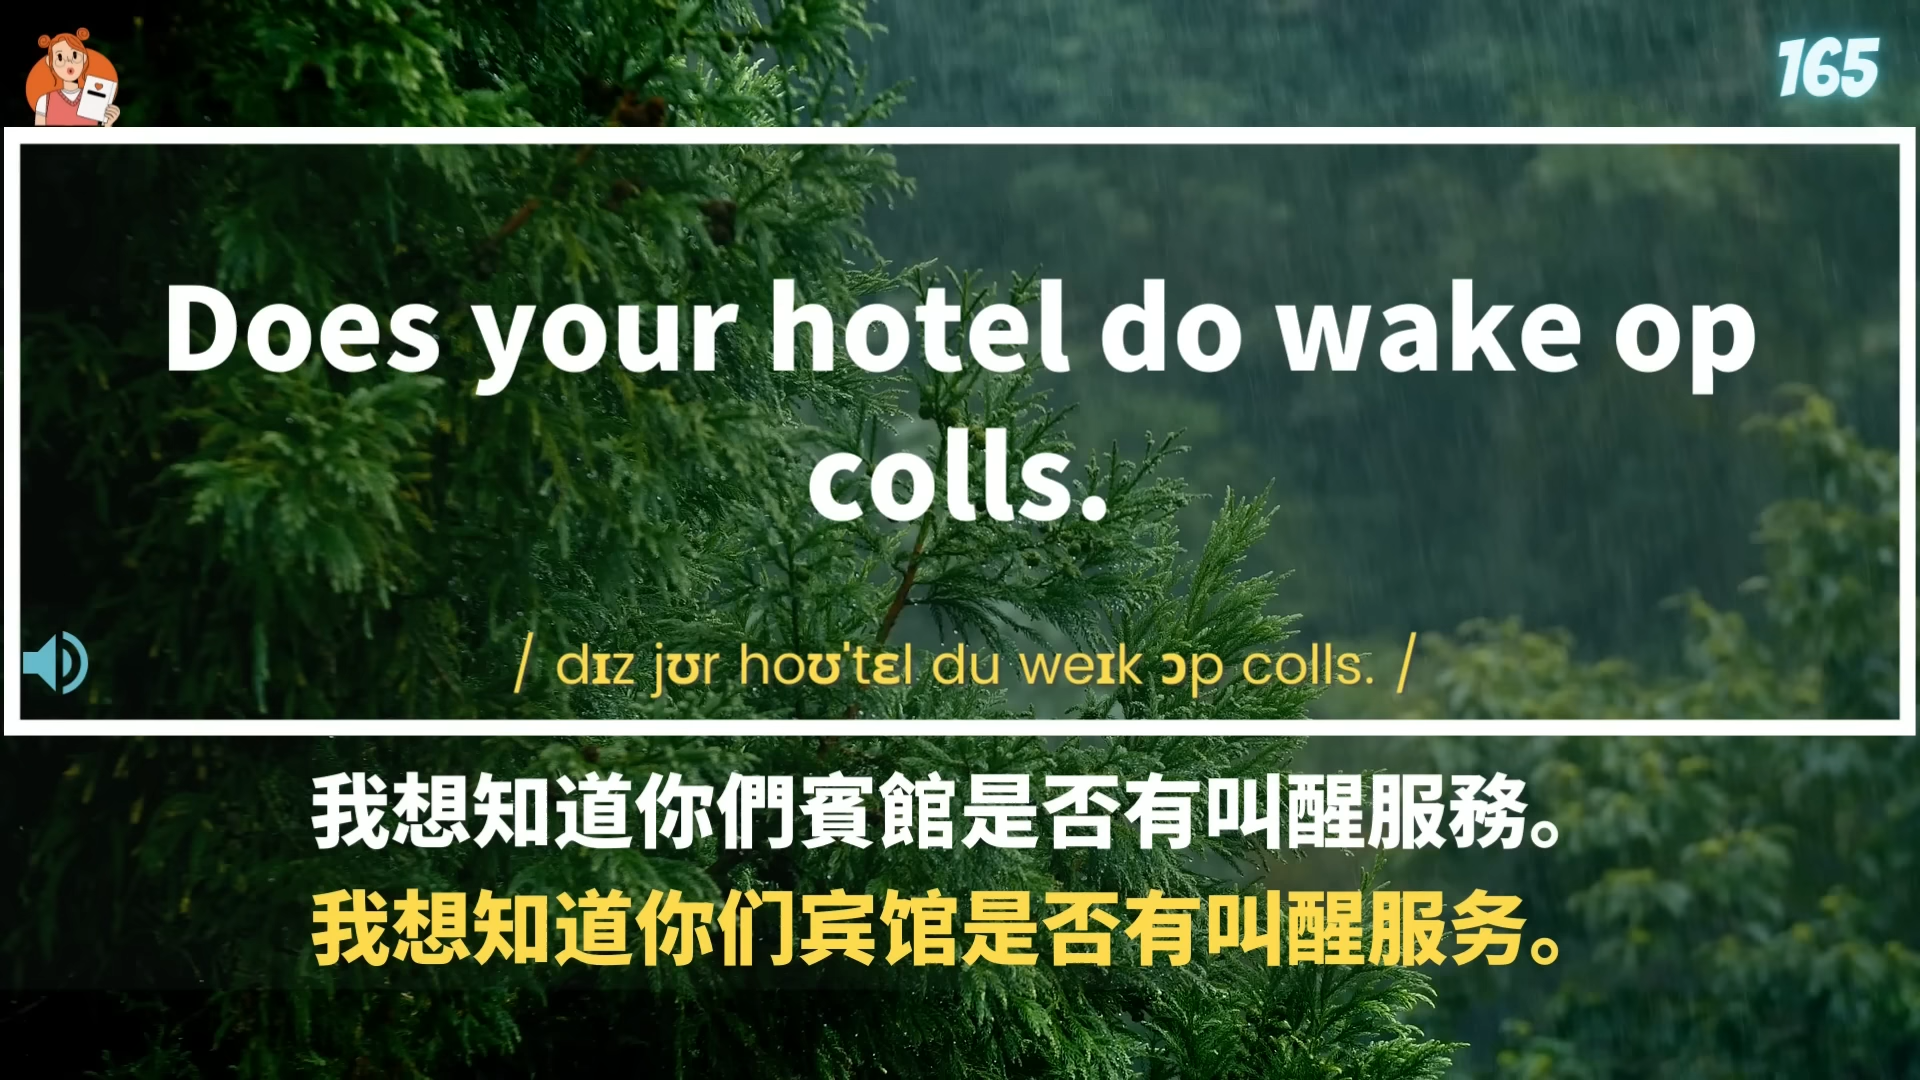 165
Does your hotel do wake op
colls.
/ dɪz jʊr hoʊˈtɛl du weɪk ɔp colls. /
我想知道你們賓館是否有叫醒服務。
我想知道你们宾馆是否有叫醒服务。